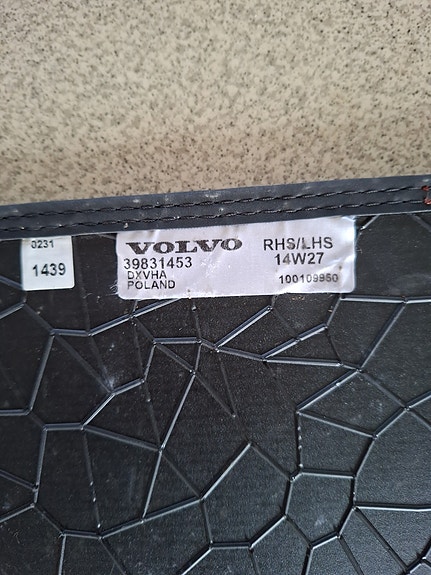 0231
1439
VOLVO RHS/LHS
39831453 14W27
DXVHA
POLAND 100109950